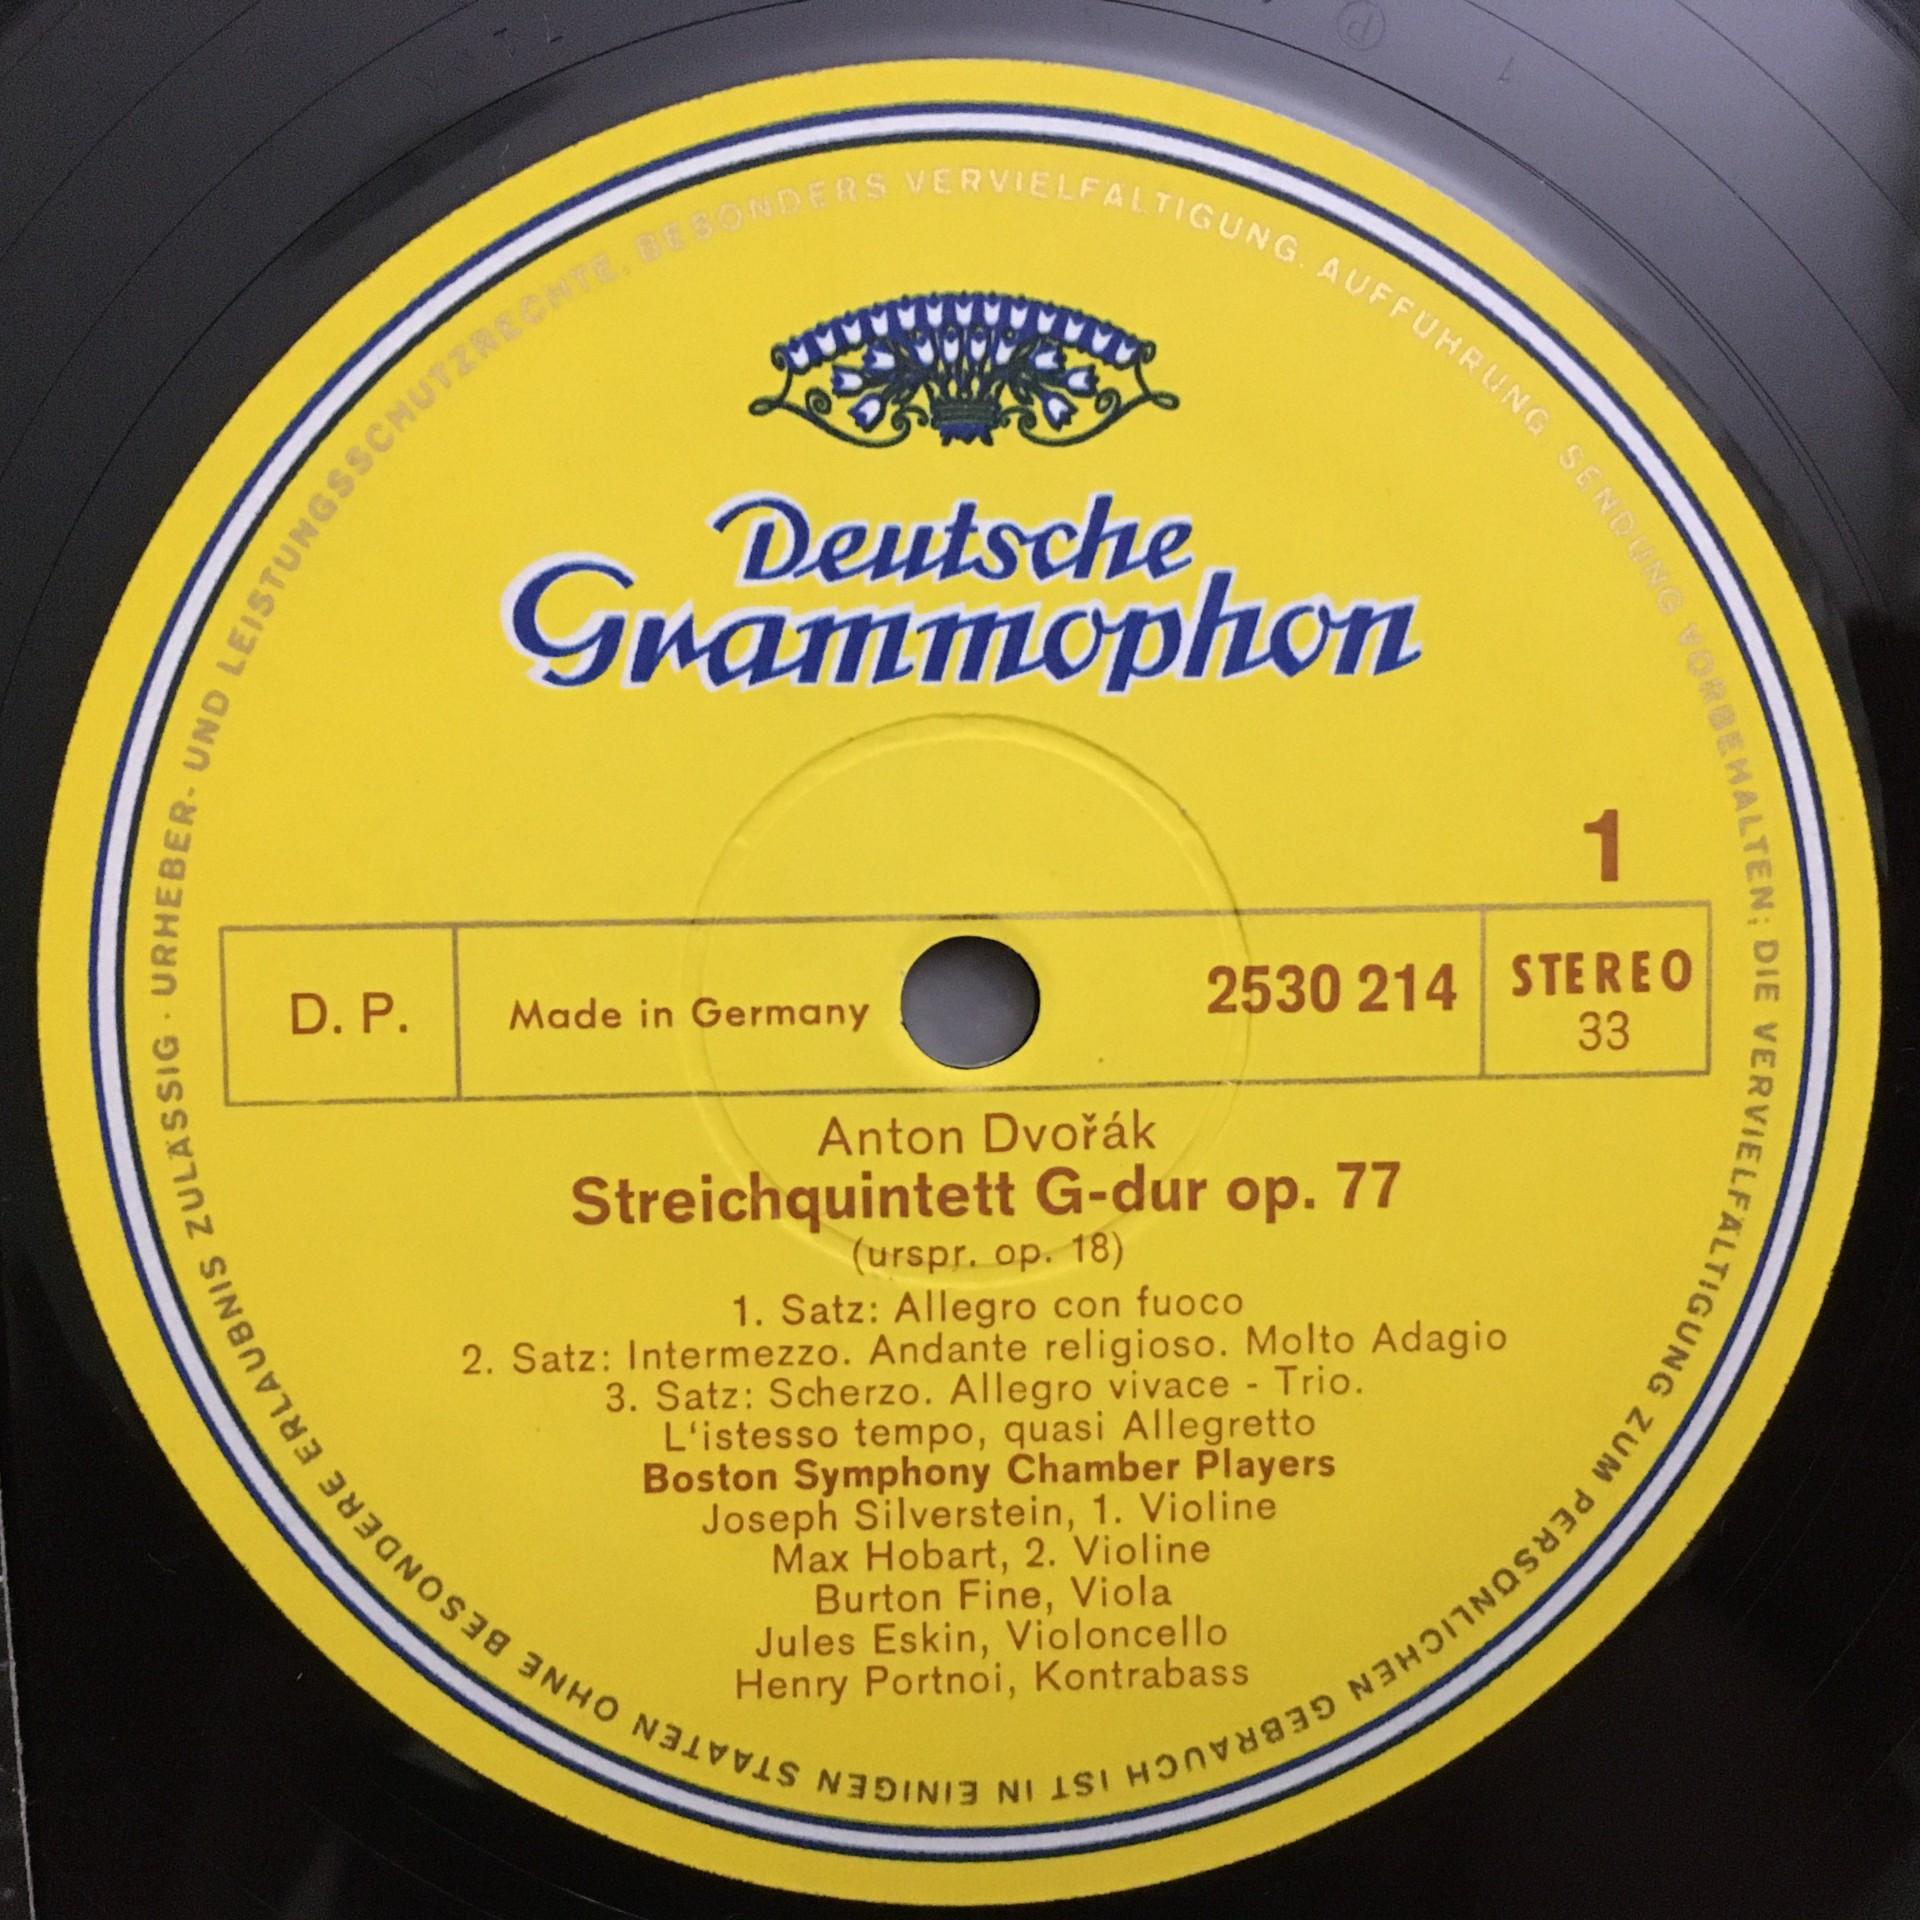 URHEBER- UND LEISTUNGSSCHUTZRECHTE, BESONDERS VERVIELFÄLTIGUNG, AUFFÜHRUNG, SENDUNG VORBEHALTEN; DIE VERVIELFÄLTIGUNG ZUM PERSÖNLICHEN GEBRAUCH IST IN EINIGEN STAATEN OHNE BESONDERE ERLAUBNIS ZULÄSSIG ·
Deutsche
Grammophon
1
D. P.
Made in Germany
2530 214
STEREO
33
Anton Dvořák
Streichquintett G-dur op. 77
(urspr. op. 18)
1. Satz: Allegro con fuoco
2. Satz: Intermezzo. Andante religioso. Molto Adagio
3. Satz: Scherzo. Allegro vivace - Trio.
L‘istesso tempo, quasi Allegretto
Boston Symphony Chamber Players
Joseph Silverstein, 1. Violine
Max Hobart, 2. Violine
Burton Fine, Viola
Jules Eskin, Violoncello
Henry Portnoi, Kontrabass